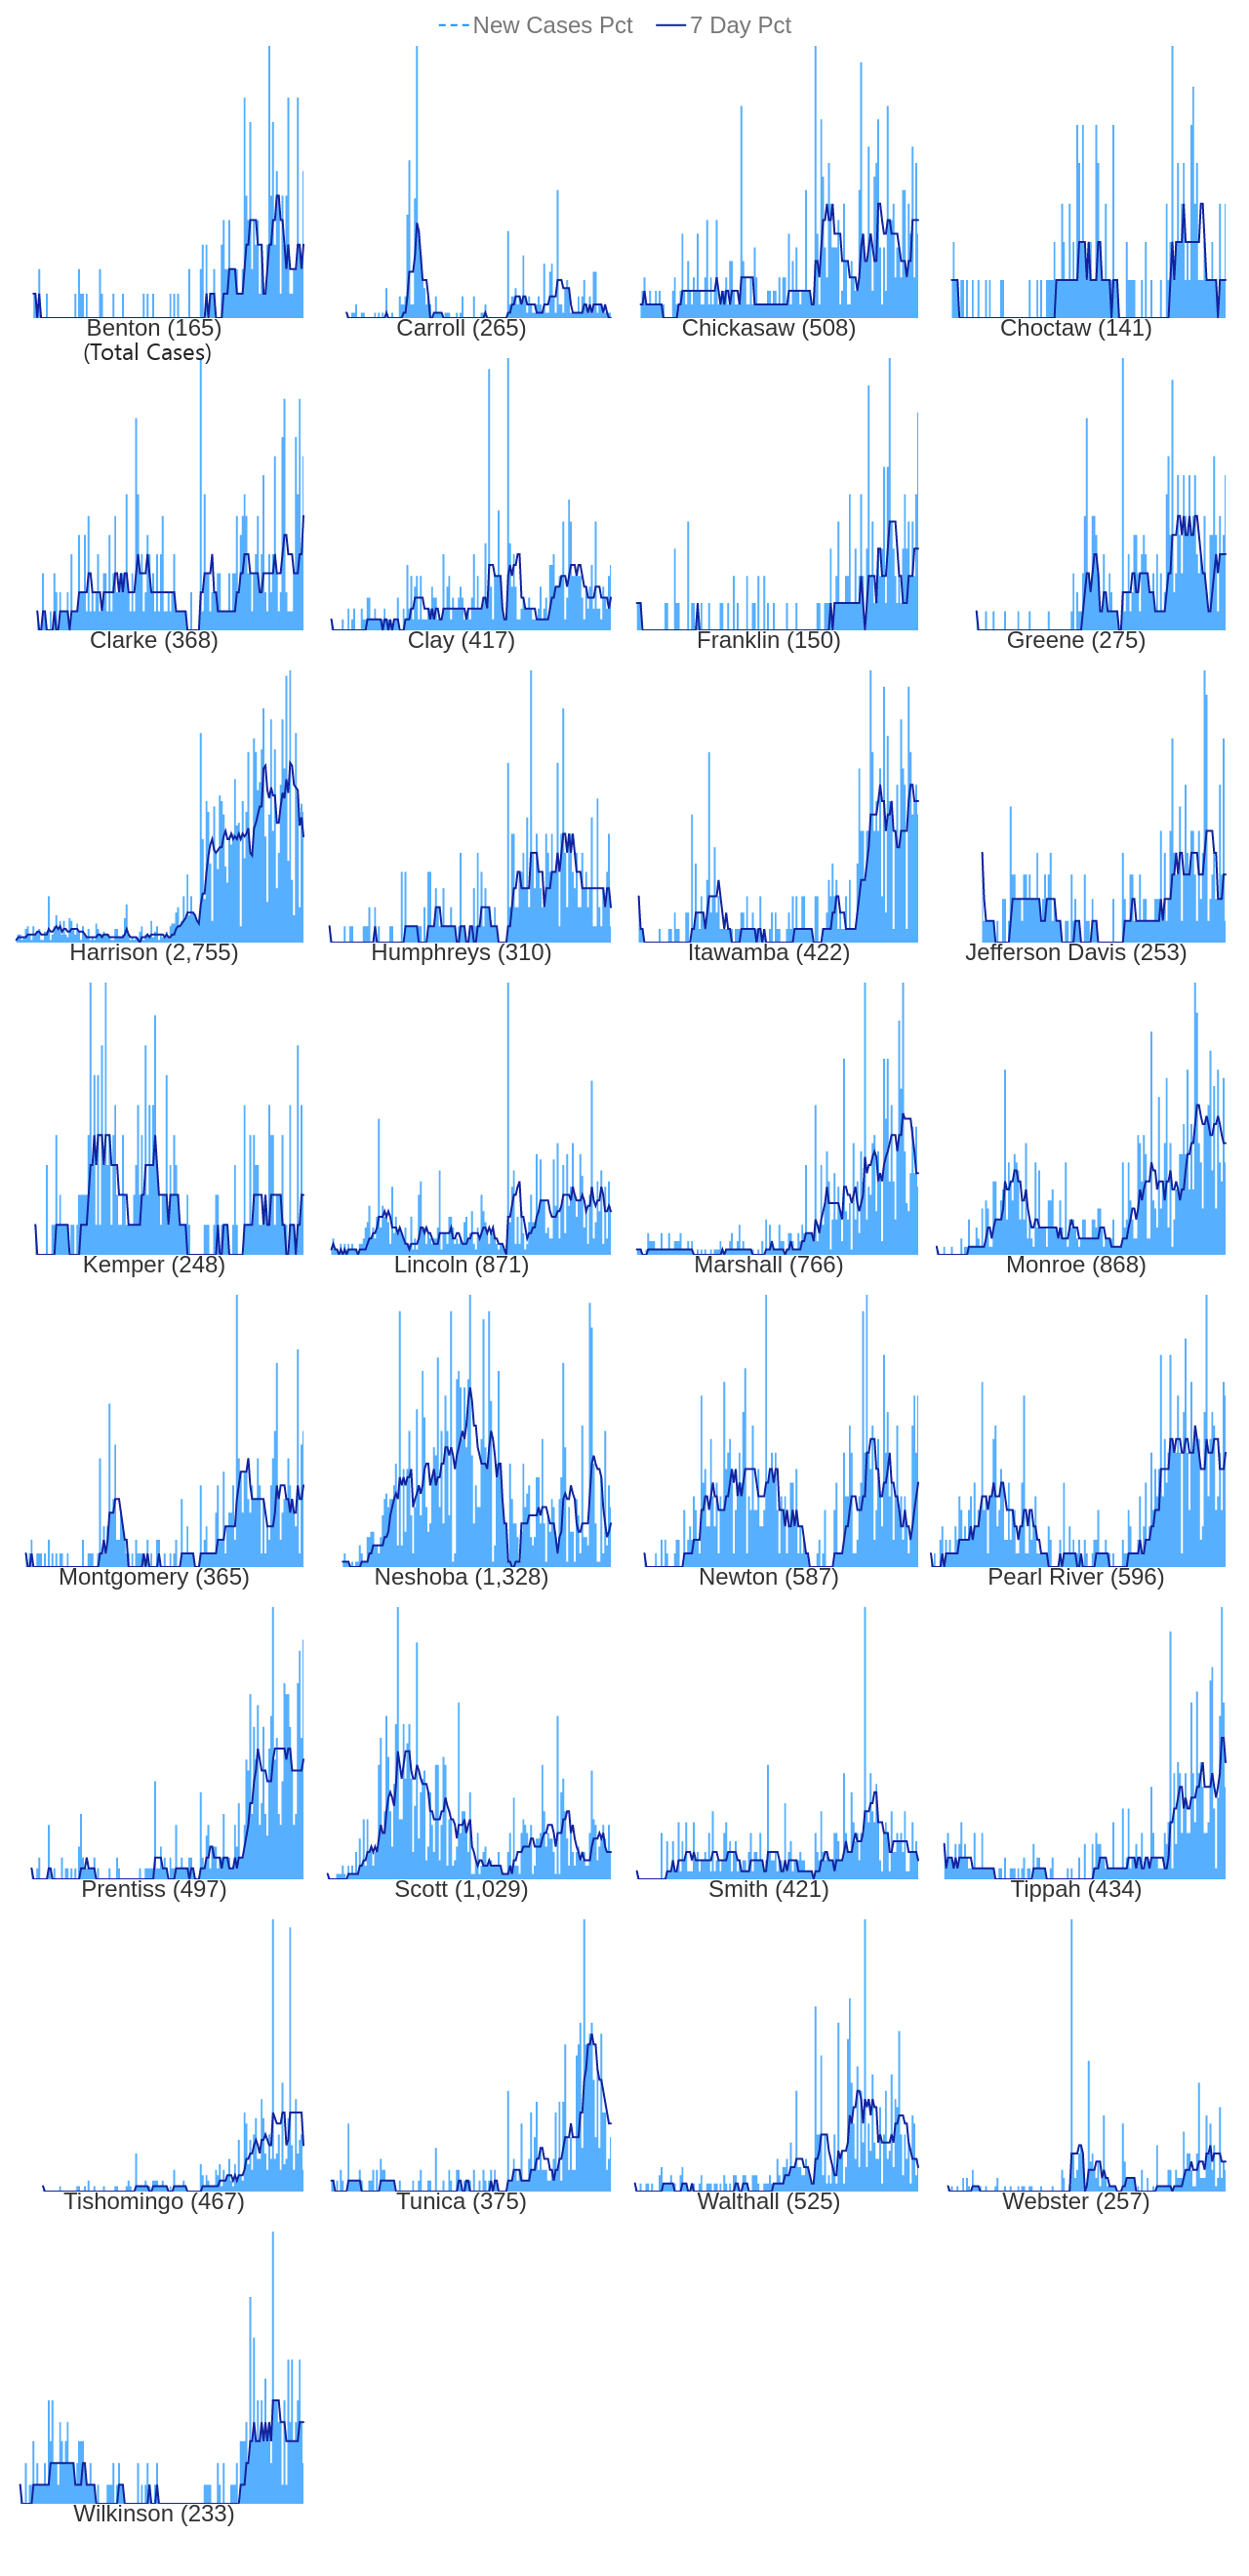 New Cases Pct 7 Day Pct
Benton (165) Carroll (265) Chickasaw (508) Choctaw (141)
(Total Cases)
Clarke (368) Clay (417) Franklin (150) Greene (275)
Harrison (2,755) Humphreys (310) Itawamba (422) Jefferson Davis (253)
Kemper (248) Lincoln (871) Marshall (766) Monroe (868)
Montgomery (365) Neshoba (1,328) Newton (587) Pearl River (596)
Prentiss (497) Scott (1,029) Smith (421) Tippah (434)
Tishomingo (467) Tunica (375) Walthall (525) Webster (257)
Wilkinson (233)